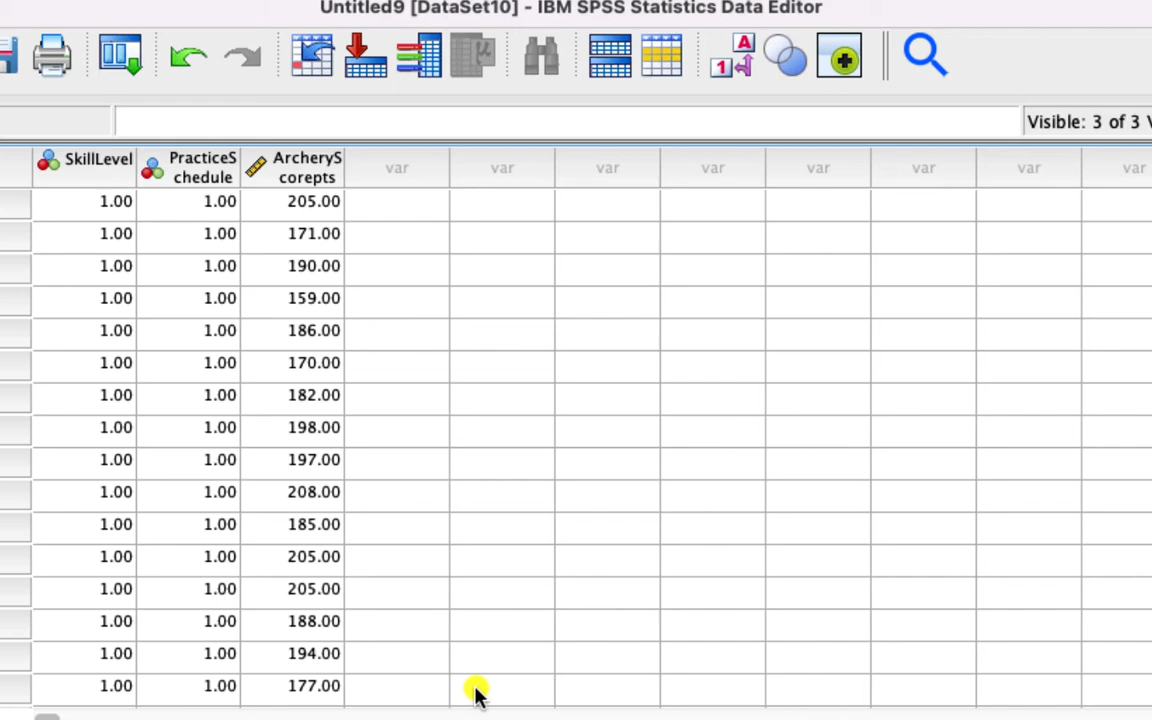 Untitled9 [DataSet10] - IBM SPSS Statistics Data Editor
A
1
μ
Visible: 3 of 3 V
SkillLevel PracticeS ArcheryS var var var var var var var var
chedule corepts
1.00 1.00 205.00
1.00 1.00 171.00
1.00 1.00 190.00
1.00 1.00 159.00
1.00 1.00 186.00
1.00 1.00 170.00
1.00 1.00 182.00
1.00 1.00 198.00
1.00 1.00 197.00
1.00 1.00 208.00
1.00 1.00 185.00
1.00 1.00 205.00
1.00 1.00 205.00
1.00 1.00 188.00
1.00 1.00 194.00
1.00 1.00 177.00